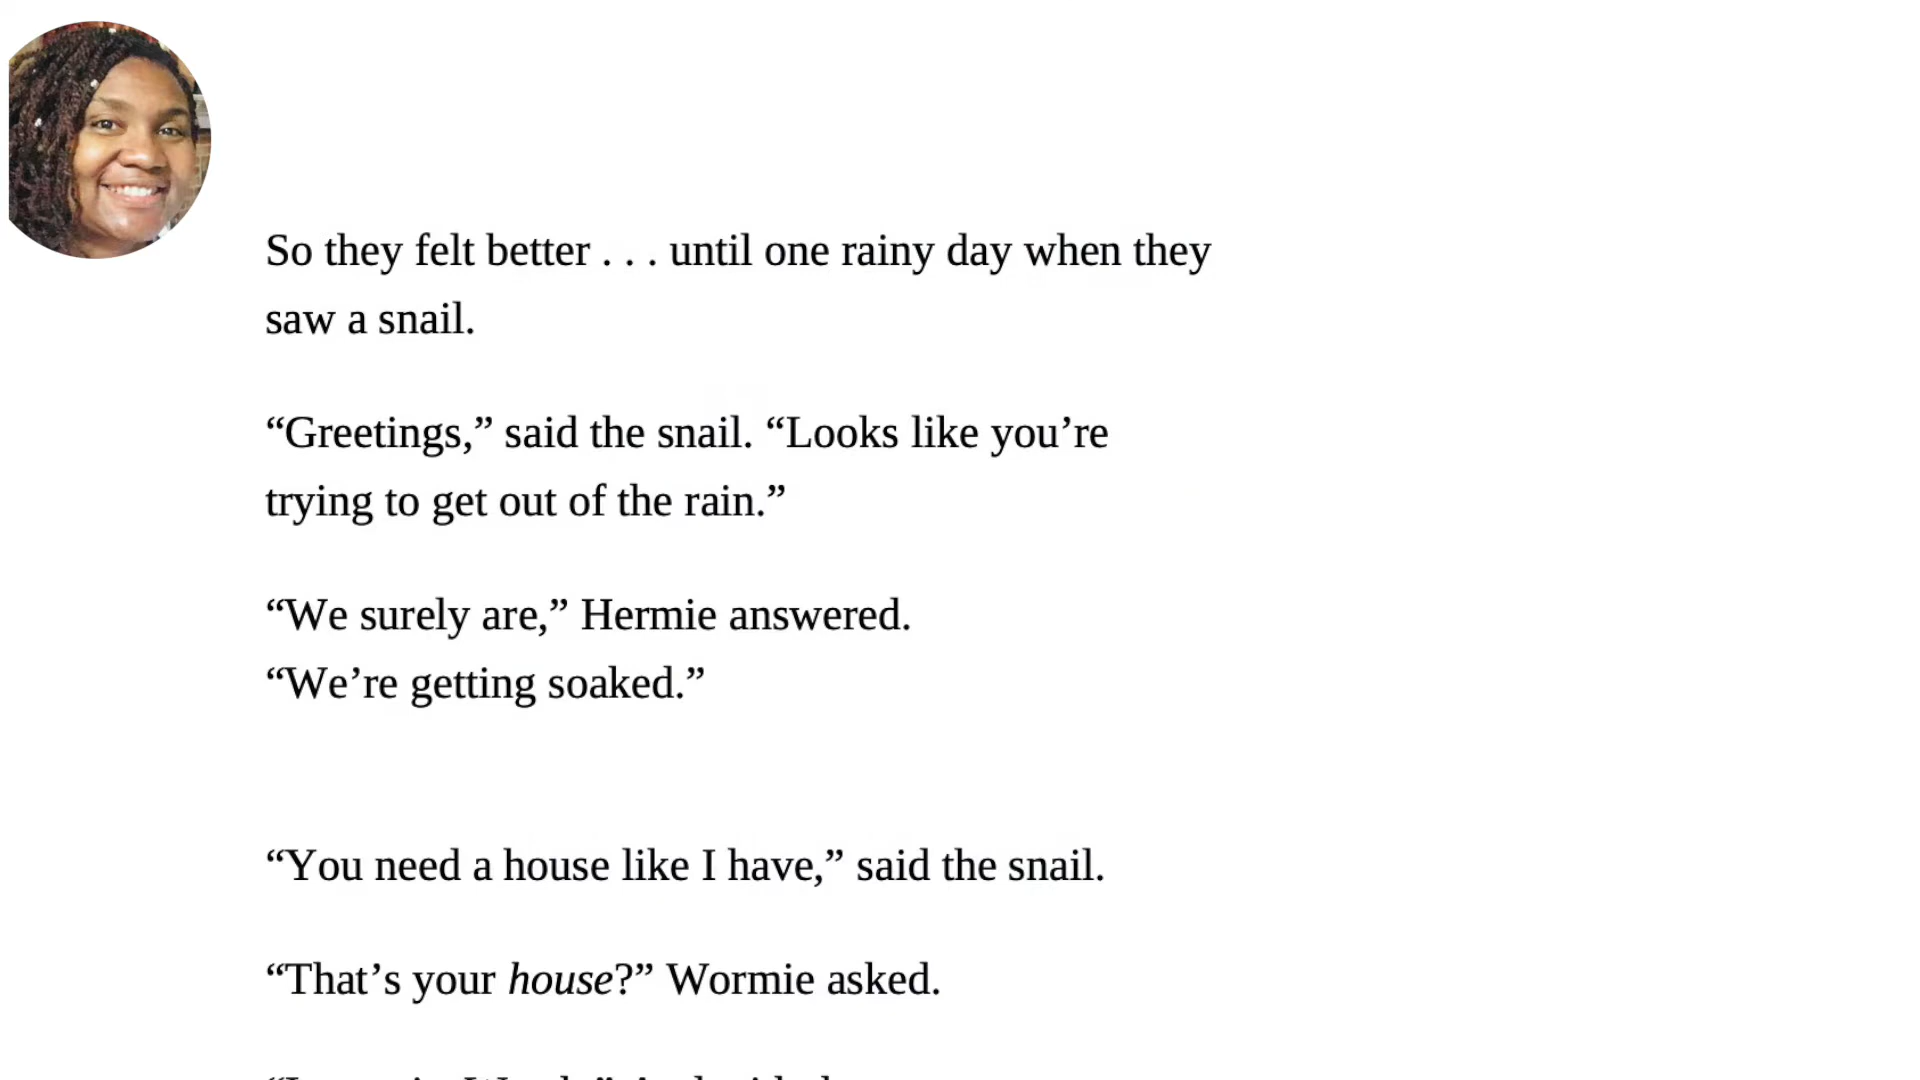 So they felt better . . . until one rainy day when they
saw a snail.
“Greetings,” said the snail. “Looks like you’re
trying to get out of the rain.”
“We surely are,” Hermie answered.
“We’re getting soaked.”
“You need a house like I have,” said the snail.
“That’s your house?” Wormie asked.